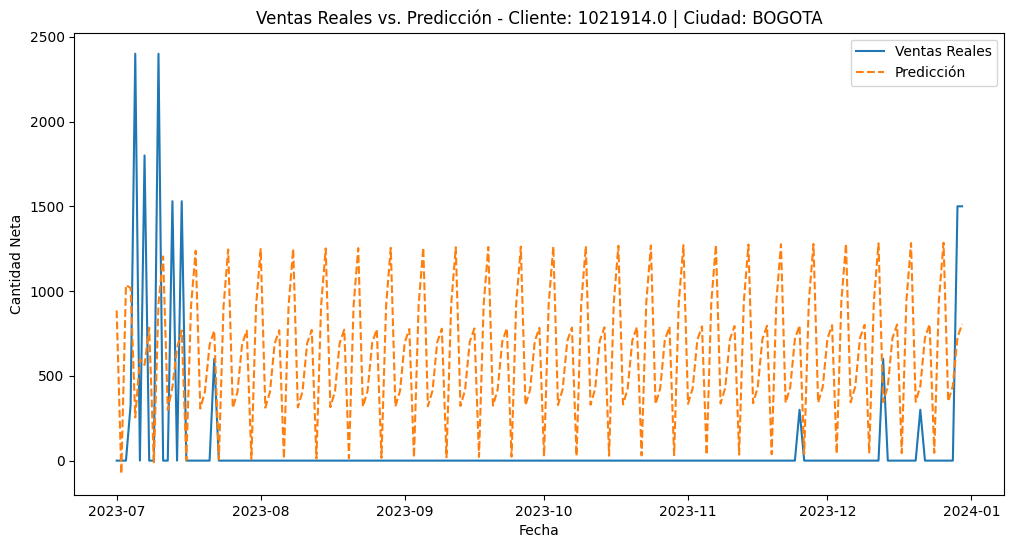 Ventas Reales vs. Predicción - Cliente: 1021914.0 | Ciudad: BOGOTA
Ventas Reales
Predicción
Cantidad Neta
2500
2000
1500
1000
500
0
2023-07
2023-08
2023-09
2023-10
2023-11
2023-12
2024-01
Fecha